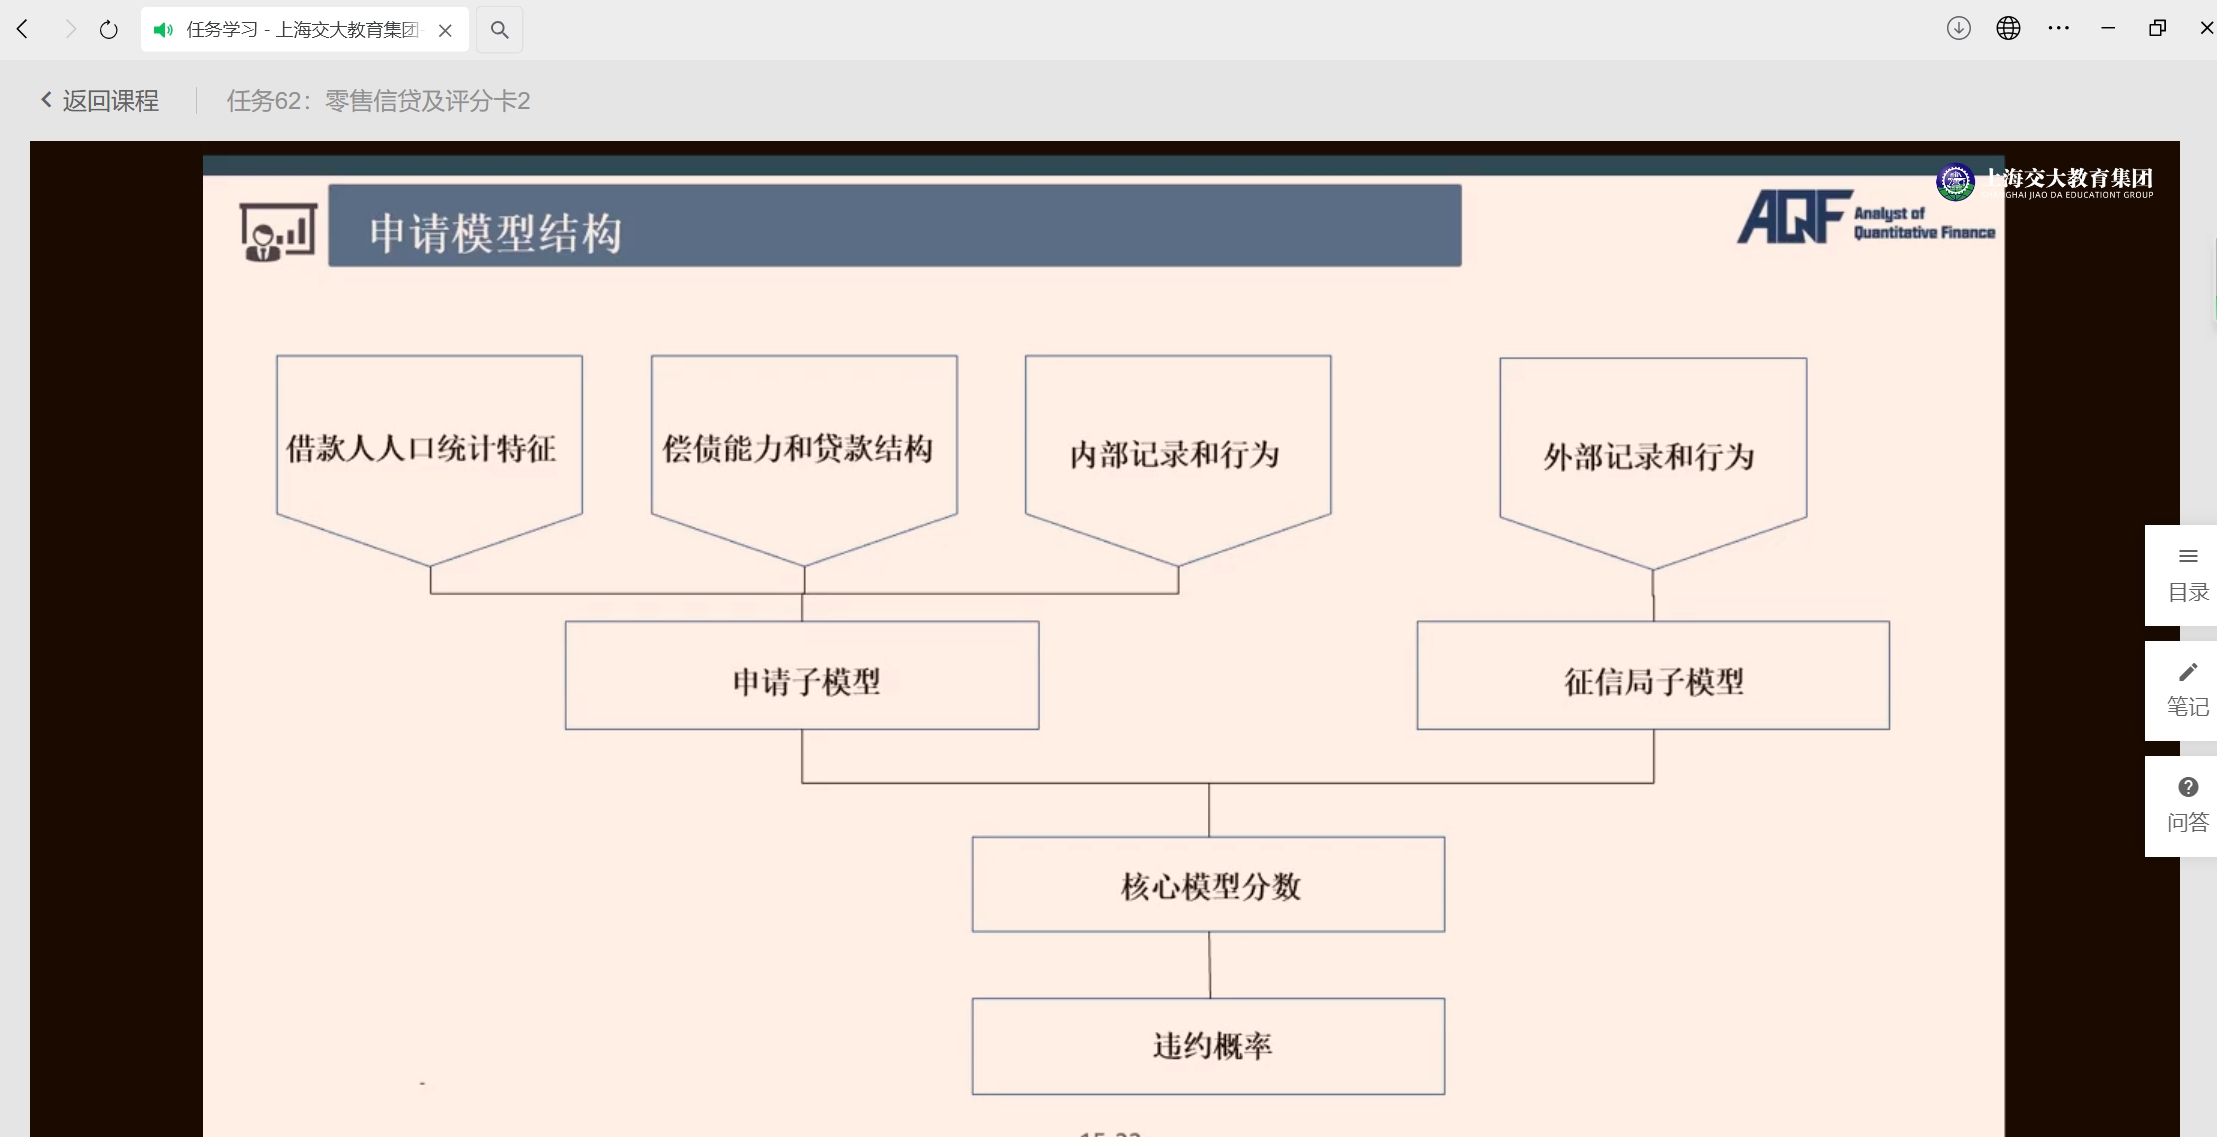 任务学习 - 上海交大教育集团
返回课程
任务62：零售信贷及评分卡2
上海交大教育集团
SHANGHAI JIAO DA EDUCATIONT GROUP
申请模型结构
AQF Analyst of
Quantitative Finance
借款人人口统计特征
偿债能力和贷款结构
内部记录和行为
外部记录和行为
目录
申请子模型
征信局子模型
笔记
问答
核心模型分数
违约概率